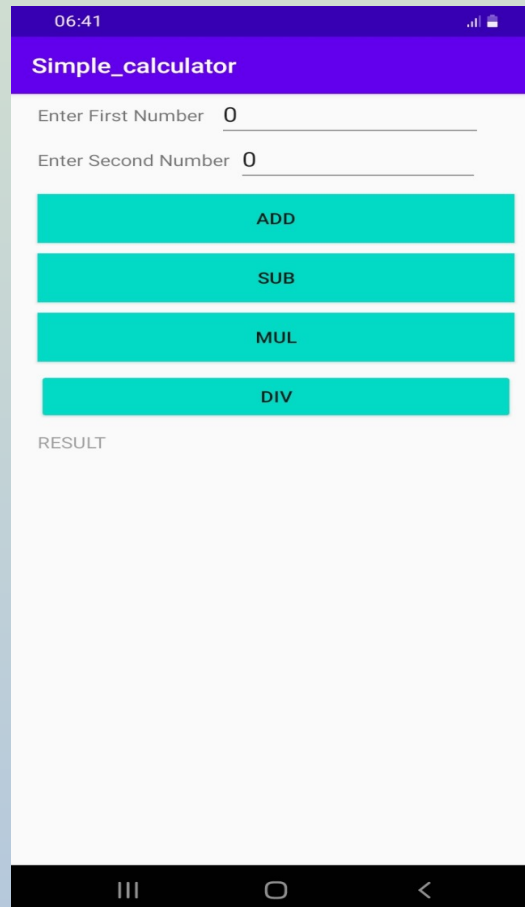 06:41
Simple_calculator
Enter First Number 0
Enter Second Number 0
ADD
SUB
MUL
DIV
RESULT